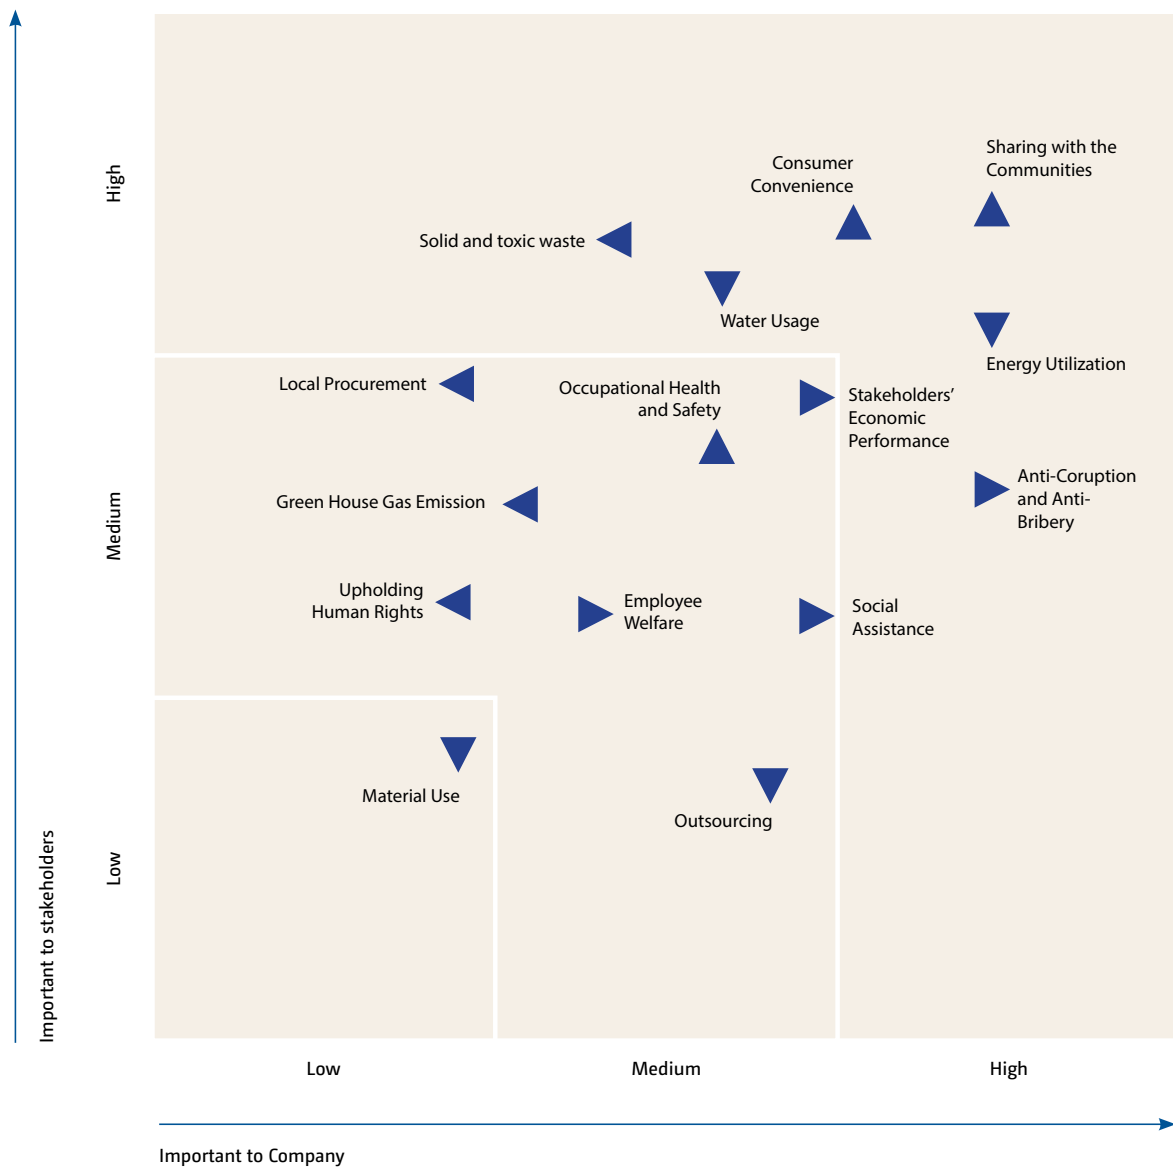 High
Sharing with the
Communities
Consumer
Convenience
Solid and toxic waste
Water Usage
Energy Utilization
Local Procurement
Occupational Health
and Safety
Stakeholders’
Economic
Performance
Medium
Anti-Coruption
and Anti-
Bribery
Green House Gas Emission
Upholding
Human Rights
Employee
Welfare
Social
Assistance
Material Use
Outsourcing
Low
Important to stakeholders
Low
Medium
High
Important to Company